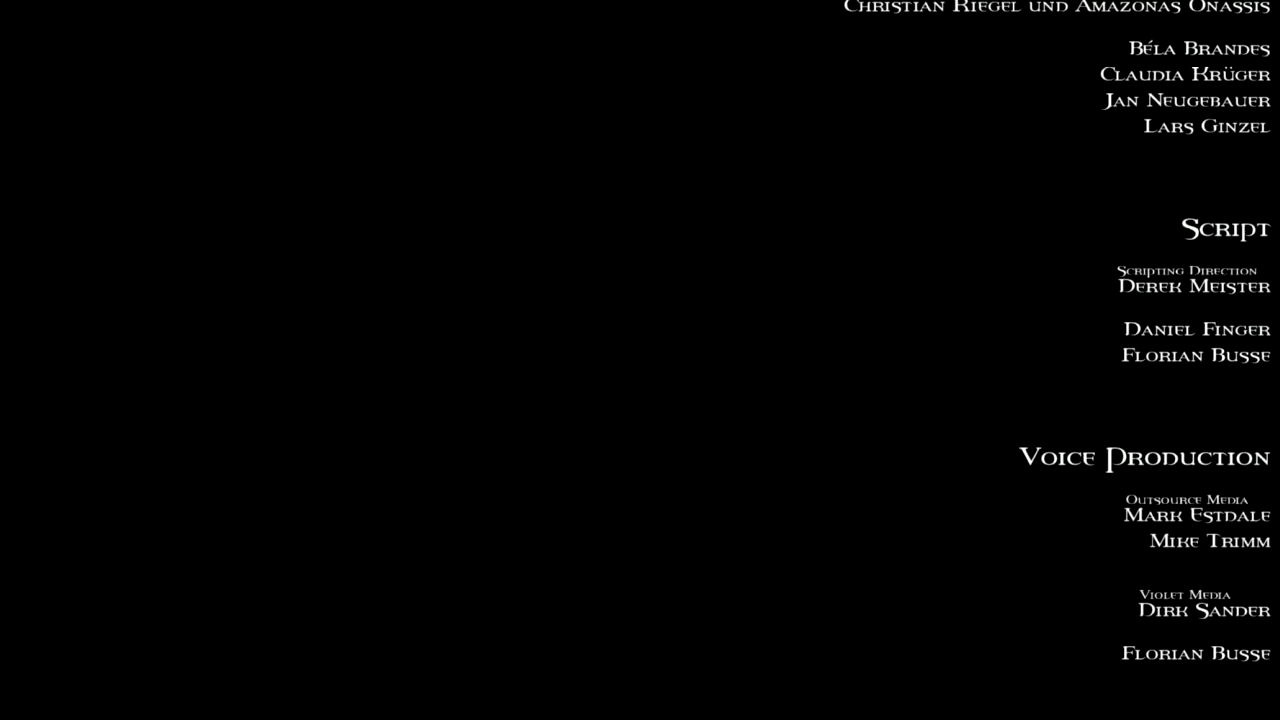 Christian Riegel und Amazonas Onassis
Béla Brandes
Claudia Krüger
Jan Neugebauer
Lars Ginzel
Script
Scripting Direction
Derek Meister
Daniel Finger
Florian Busse
Voice Production
Outsource Media
Mark Estdale
Mike Trimm
Violet Media
Dirk Sander
Florian Busse